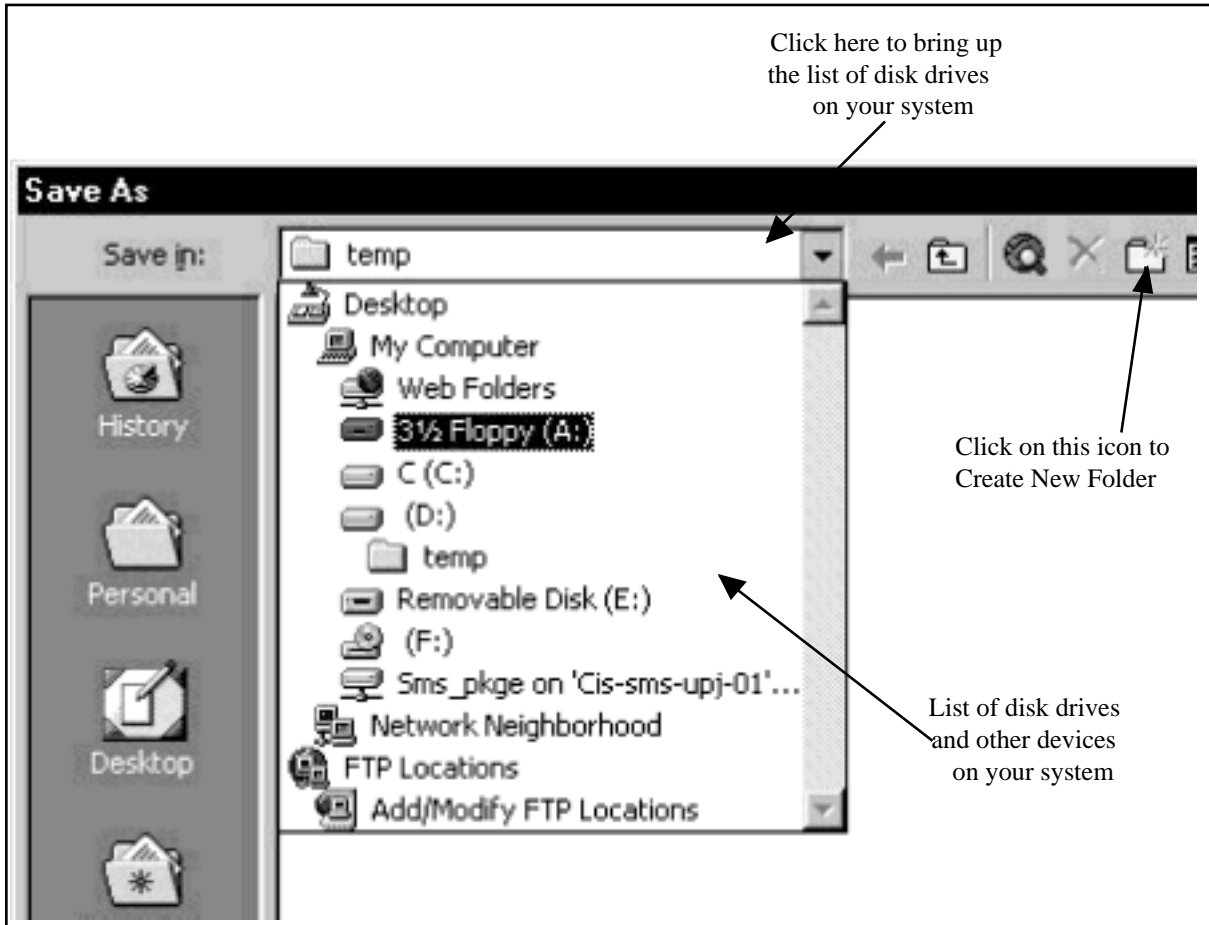 Click here to bring up
the list of disk drives
on your system
Save As
Save in:
temp
Desktop
My Computer
Web Folders
3½ Floppy (A:)
C (C:)
(D:)
temp
Removable Disk (E:)
(F:)
Sms_pkge on 'Cis-sms-upj-01'...
Network Neighborhood
FTP Locations
Add/Modify FTP Locations
History
Personal
Desktop
Click on this icon to
Create New Folder
List of disk drives
and other devices
on your system